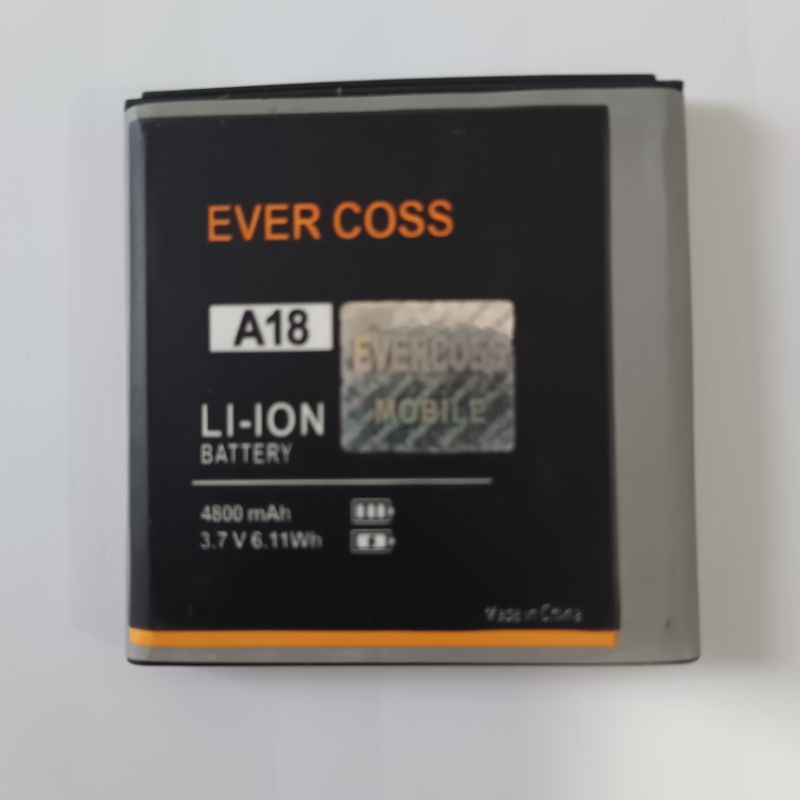 EVER COSS
A18
EVERCOSS
MOBILE
LI-ION
BATTERY
4800 mAh
3.7 V 6.11Wh
Made in China